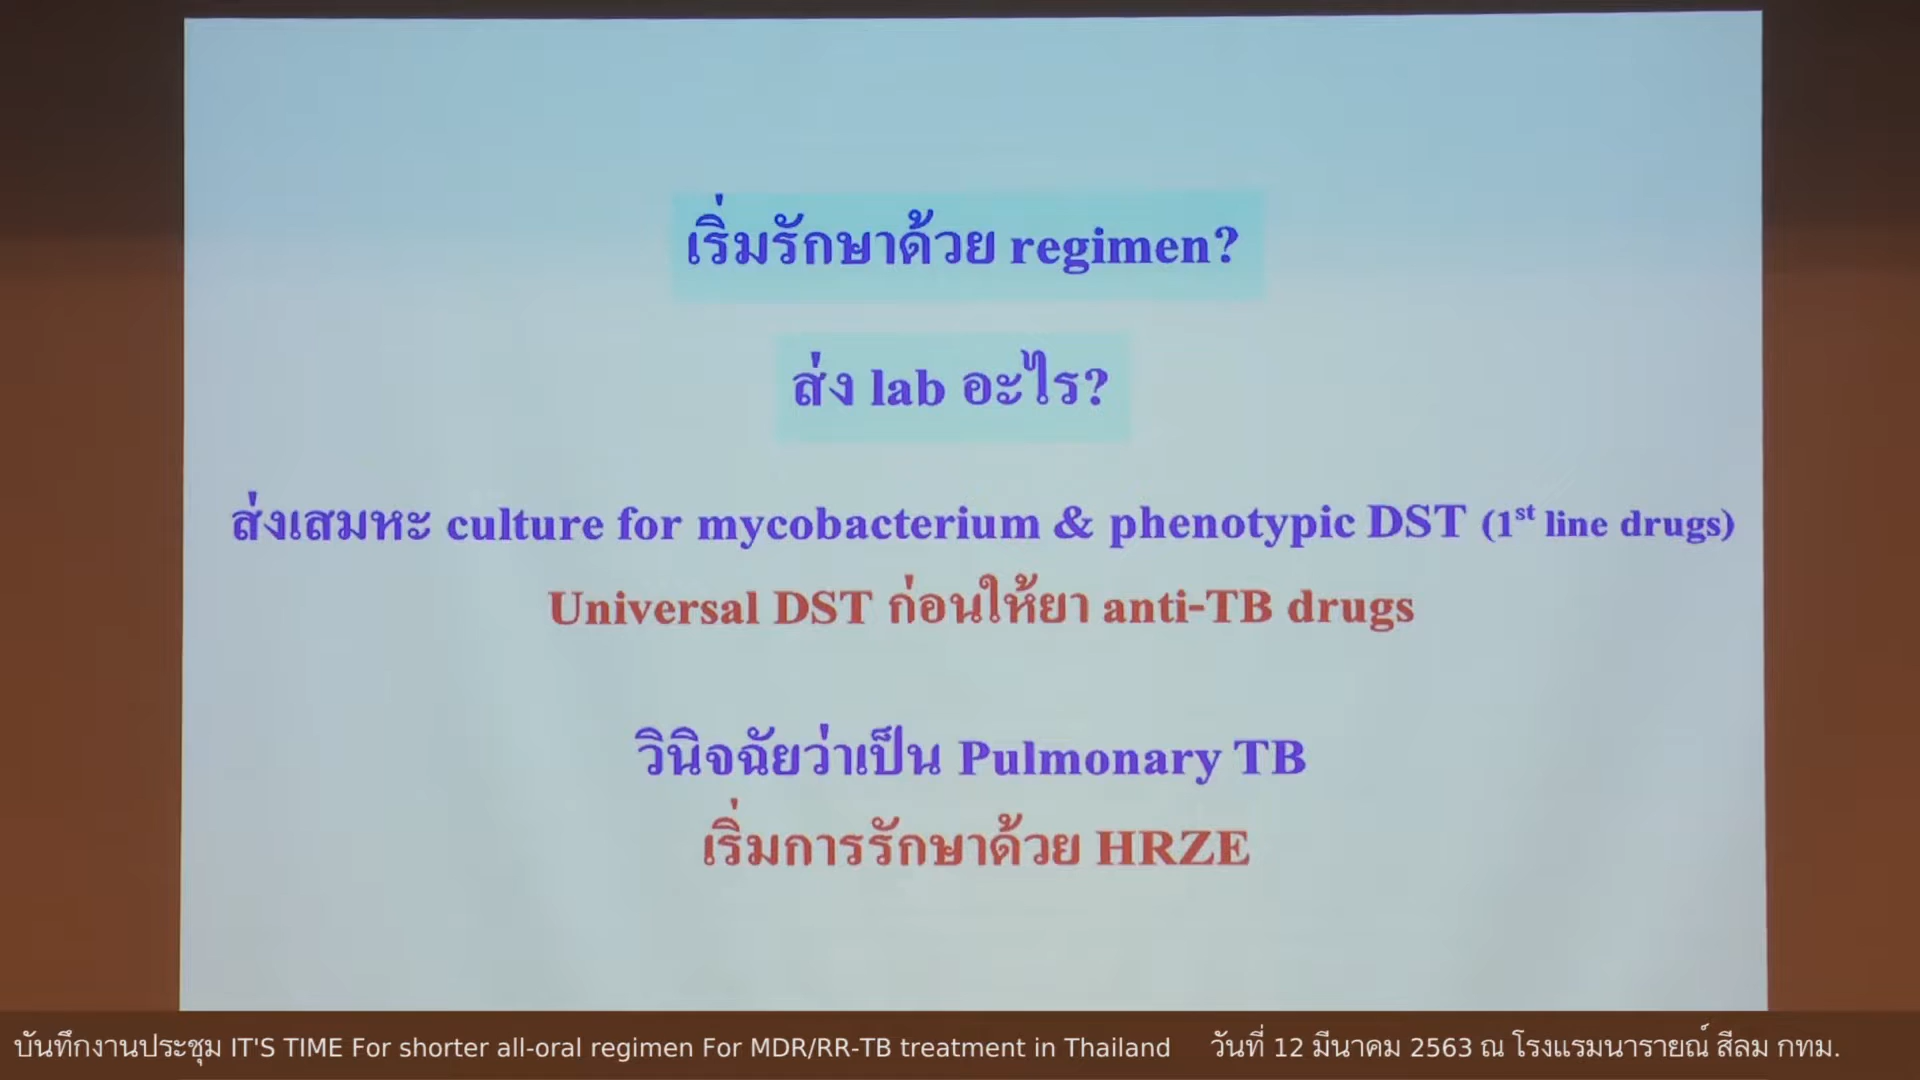 เริ่มรักษาด้วย regimen?
ส่ง lab อะไร?
ส่งเสมหะ culture for mycobacterium & phenotypic DST (1st line drugs)
Universal DST ก่อนให้ยา anti-TB drugs
วินิจฉัยว่าเป็น Pulmonary TB
เริ่มการรักษาด้วย HRZE
บันทึกงานประชุม IT'S TIME For shorter all-oral regimen For MDR/RR-TB treatment in Thailand วันที่ 12 มีนาคม 2563 ณ โรงแรมนารายณ์ สีลม กทม.